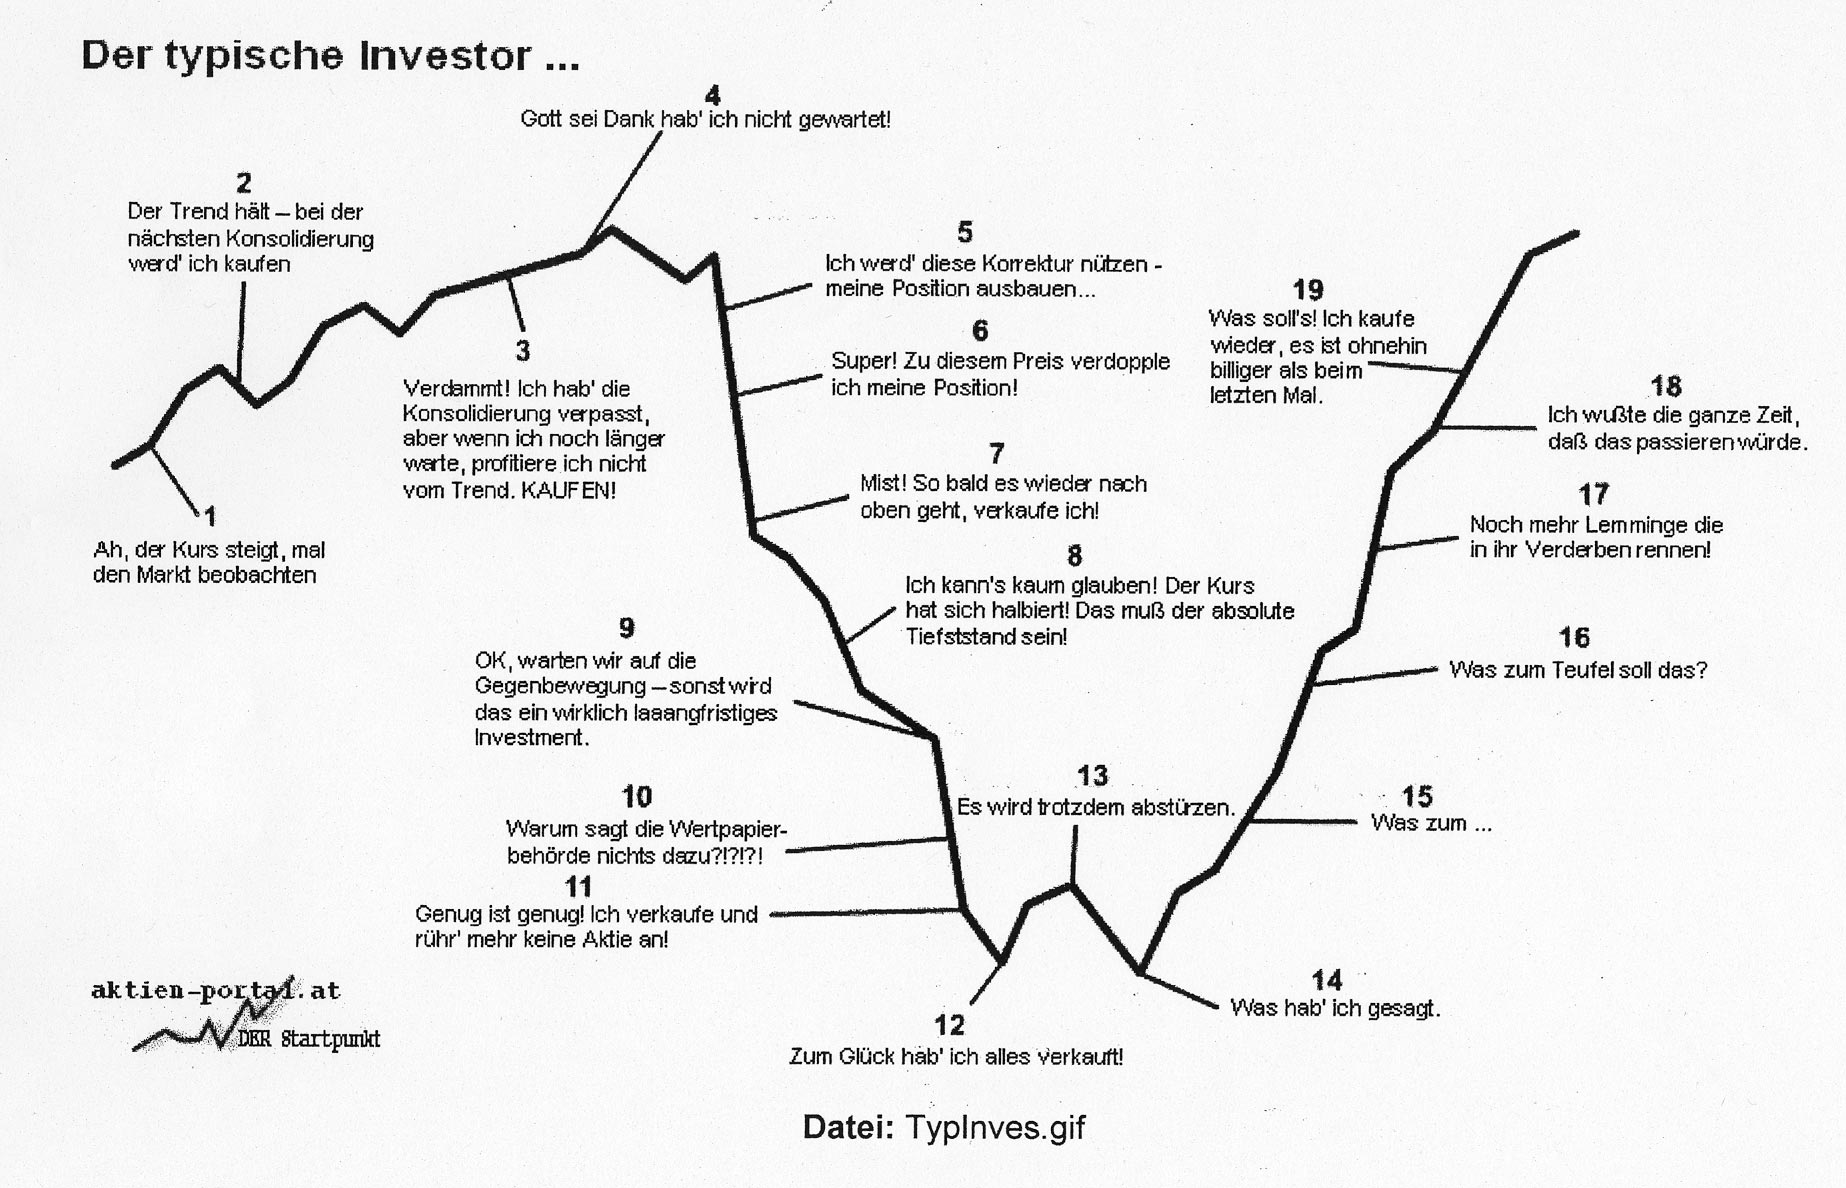 Der typische Investor ...
4
Gott sei Dank hab' ich nicht gewartet!
2
Der Trend hält – bei der
nächsten Konsolidierung
werd' ich kaufen
5
Ich werd' diese Korrektur nützen -
meine Position ausbauen...
19
Was soll's! Ich kaufe
wieder, es ist ohnehin
billiger als beim
letzten Mal.
3
Verdammt! Ich hab' die
Konsolidierung verpasst,
aber wenn ich noch länger
warte, profitiere ich nicht
vom Trend. KAUFEN!
6
Super! Zu diesem Preis verdopple
ich meine Position!
18
Ich wußte die ganze Zeit,
daß das passieren würde.
7
Mist! So bald es wieder nach
oben geht, verkaufe ich!
17
Noch mehr Lemminge die
in ihr Verderben rennen!
1
Ah, der Kurs steigt, mal
den Markt beobachten
8
Ich kann's kaum glauben! Der Kurs
hat sich halbiert! Das muß der absolute
Tiefststand sein!
9
OK, warten wir auf die
Gegenbewegung – sonst wird
das ein wirklich laaangfristiges
Investment.
16
Was zum Teufel soll das?
13
Es wird trotzdem abstürzen.
10
Warum sagt die Wertpapier-
behörde nichts dazu?!?!?!
15
Was zum ...
11
Genug ist genug! Ich verkaufe und
rühr' mehr keine Aktie an!
14
Was hab' ich gesagt.
12
Zum Glück hab' ich alles verkauft!
aktien-portal.at
DER Startpunkt
Datei: TypInves.gif